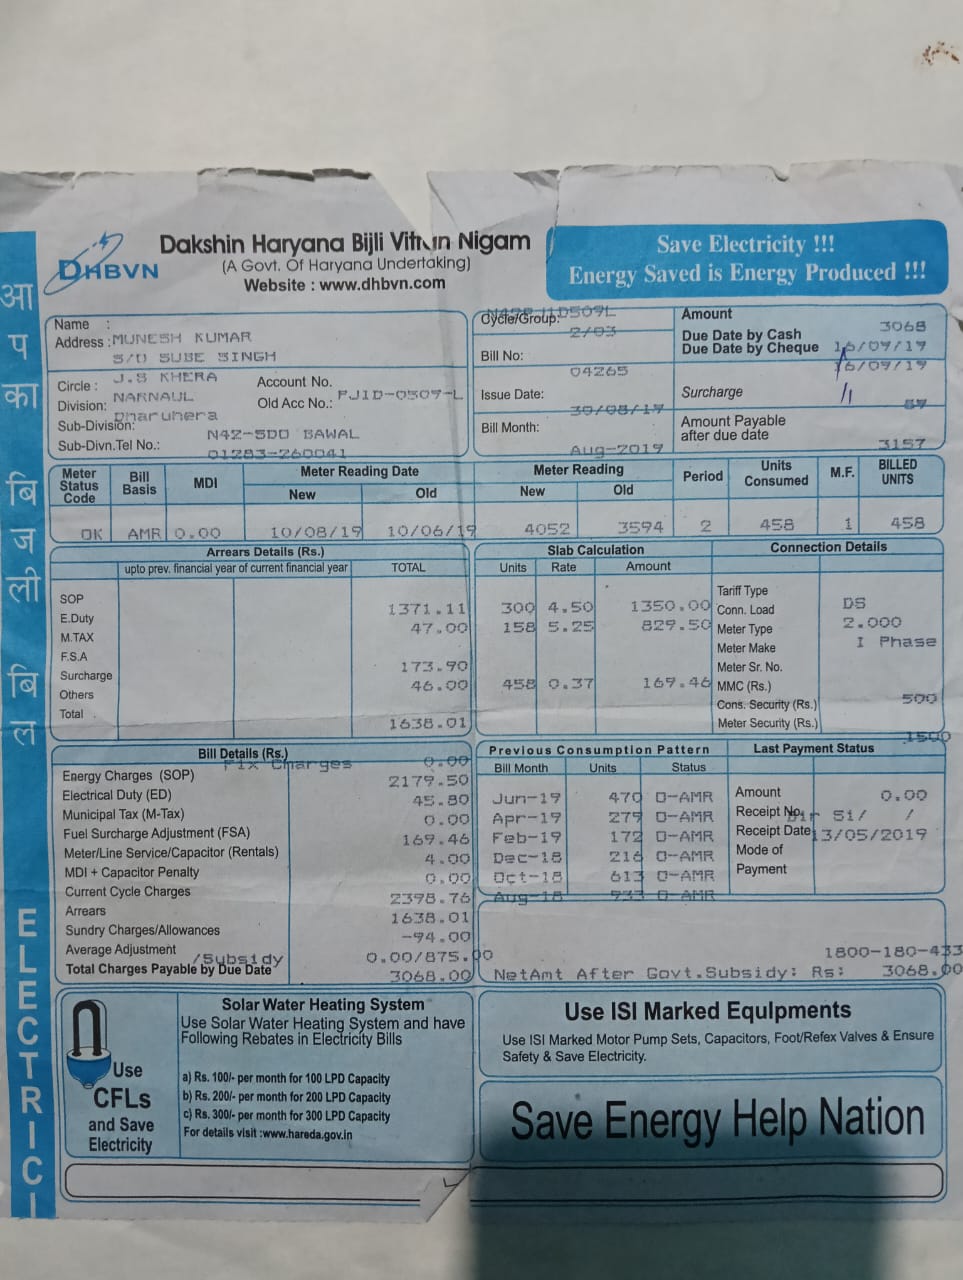 आ
प
का
बि
ज
ली
बि
ल
E
L
E
C
T
R
I
C
I
DHBVN
Dakshin Haryana Bijli Vitran Nigam
(A Govt. Of Haryana Undertaking)
Website : www.dhbvn.com
Save Electricity !!!
Energy Saved is Energy Produced !!!
Name :
Address : MUNESH KUMAR
S/O SUBE SINGH
J.S KHERA
Circle : NARNAUL
Division: Dharuhera
Sub-Division: N42-SDO BAWAL
Sub-Divn.Tel No.: 01283-260041
Account No.
Old Acc No.: PJ1D-0509-L
Cycle/Group: 2/03
Bill No: 04265
Issue Date: 30/08/19
Bill Month: Aug-2019
Amount 3068
Due Date by Cash 16/09/19
Due Date by Cheque 16/09/19
Surcharge
Amount Payable
after due date 3157
Meter Status Code Bill Basis MDI Meter Reading Date Meter Reading Period Units Consumed M.F. BILLED UNITS
New Old New Old
OK AMR 0.00 10/08/19 10/06/19 4052 3594 2 458 1 458
Arrears Details (Rs.)
upto prev. financial year of current financial year TOTAL
SOP 1371.11
E.Duty 47.00
M.TAX
F.S.A 173.90
Surcharge 46.00
Others
Total 1638.01
Slab Calculation
Units Rate Amount
300 4.50 1350.00
158 5.25 829.50
458 0.37 169.46
Connection Details
Tariff Type DS
Conn. Load 2.000
Meter Type I Phase
Meter Make
Meter Sr. No.
MMC (Rs.) 500
Cons. Security (Rs.)
Meter Security (Rs.) 1500
Bill Details (Rs.)
Fix Charges 0.00
Energy Charges (SOP) 2179.50
Electrical Duty (ED) 45.80
Municipal Tax (M-Tax) 0.00
Fuel Surcharge Adjustment (FSA) 169.46
Meter/Line Service/Capacitor (Rentals) 4.00
MDI + Capacitor Penalty 0.00
Current Cycle Charges 2398.76
Arrears 1638.01
Sundry Charges/Allowances -94.00
Average Adjustment /Subsidy 0.00/875.00
Total Charges Payable by Due Date 3068.00
Previous Consumption Pattern
Bill Month Units Status
Jun-19 470 O-AMR
Apr-19 279 O-AMR
Feb-19 172 O-AMR
Dec-18 216 O-AMR
Oct-18 613 O-AMR
Aug-18 933 O-AMR
Last Payment Status
Amount 0.00
Receipt No. 51/ /
Receipt Date 13/05/2019
Mode of
Payment
1800-180-433
NetAmt After Govt.Subsidy: Rs: 3068.00
Use
CFLs
and Save
Electricity
Solar Water Heating System
Use Solar Water Heating System and have
Following Rebates in Electricity Bills
a) Rs. 100/- per month for 100 LPD Capacity
b) Rs. 200/- per month for 200 LPD Capacity
c) Rs. 300/- per month for 300 LPD Capacity
For details visit :www.hareda.gov.in
Use ISI Marked Equipments
Use ISI Marked Motor Pump Sets, Capacitors, Foot/Refex Valves & Ensure
Safety & Save Electricity.
Save Energy Help Nation